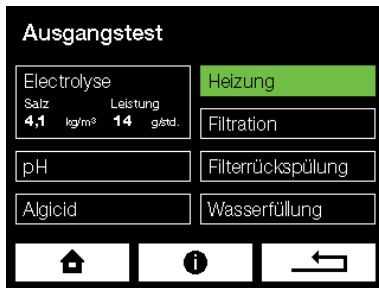 Ausgangstest
Electrolyse
Salz Leistung
4,1 kg/m³ 14 g/std.
Heizung
Filtration
pH
Filterrückspülung
Algicid
Wasserfüllung